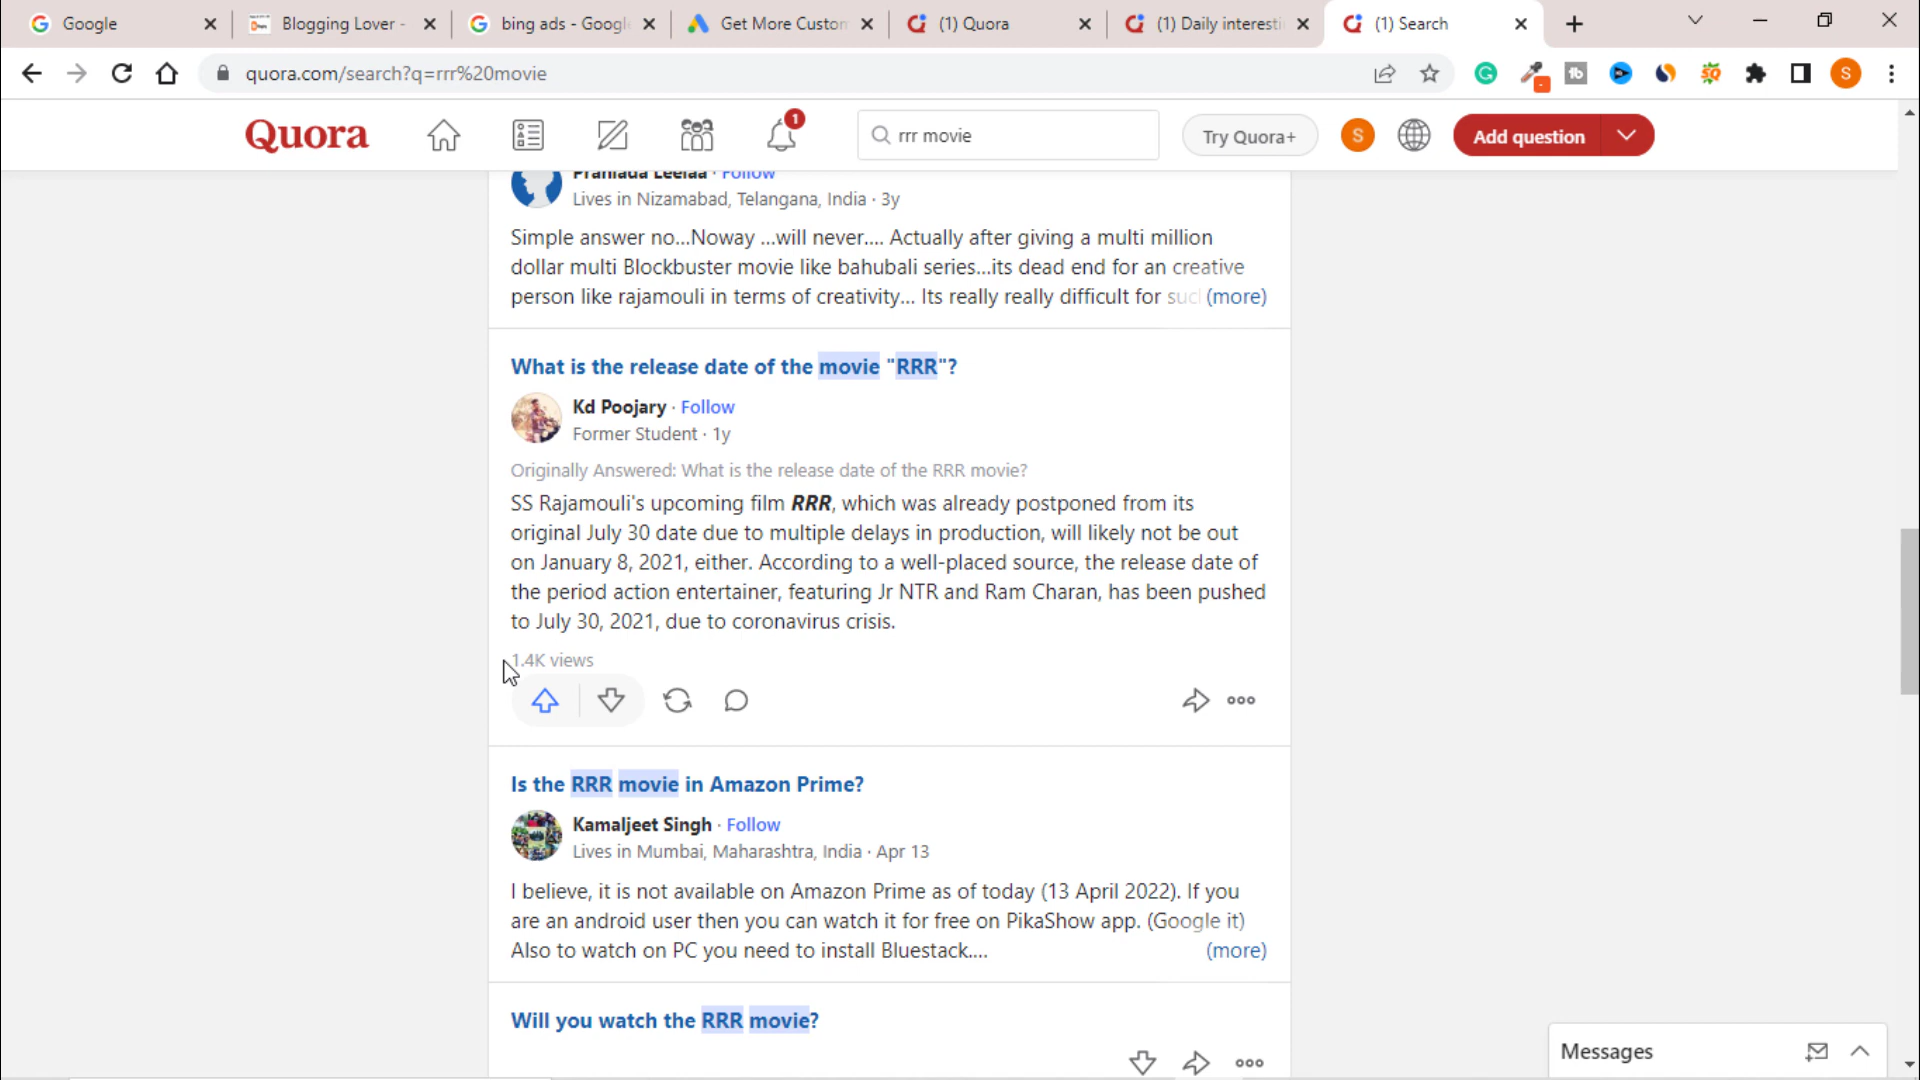 Google
Blogging Lover -
bing ads - Google
Get More Custom
(1) Quora
(1) Daily interesti
(1) Search
quora.com/search?q=rrr%20movie
S
Quora
1
rrr movie
Try Quora+
S
Add question
Prahlada Leelaa · Follow
Lives in Nizamabad, Telangana, India · 3y
Simple answer no...Noway ...will never.... Actually after giving a multi million
dollar multi Blockbuster movie like bahubali series...its dead end for an creative
person like rajamouli in terms of creativity... Its really really difficult for suc (more)
What is the release date of the movie "RRR"?
Kd Poojary · Follow
Former Student · 1y
Originally Answered: What is the release date of the RRR movie?
SS Rajamouli's upcoming film RRR, which was already postponed from its
original July 30 date due to multiple delays in production, will likely not be out
on January 8, 2021, either. According to a well-placed source, the release date of
the period action entertainer, featuring Jr NTR and Ram Charan, has been pushed
to July 30, 2021, due to coronavirus crisis.
1.4K views
Is the RRR movie in Amazon Prime?
Kamaljeet Singh · Follow
Lives in Mumbai, Maharashtra, India · Apr 13
I believe, it is not available on Amazon Prime as of today (13 April 2022). If you
are an android user then you can watch it for free on PikaShow app. (Google it)
Also to watch on PC you need to install Bluestack.... (more)
Will you watch the RRR movie?
Messages